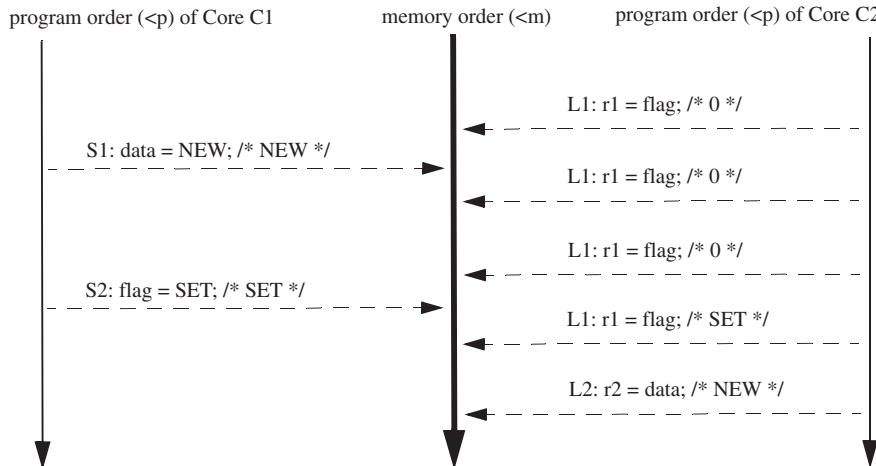 program order (<p) of Core C1 memory order (<m) program order (<p) of Core C2
L1: r1 = flag; /* 0 */
S1: data = NEW; /* NEW */
L1: r1 = flag; /* 0 */
L1: r1 = flag; /* 0 */
S2: flag = SET; /* SET */
L1: r1 = flag; /* SET */
L2: r2 = data; /* NEW */